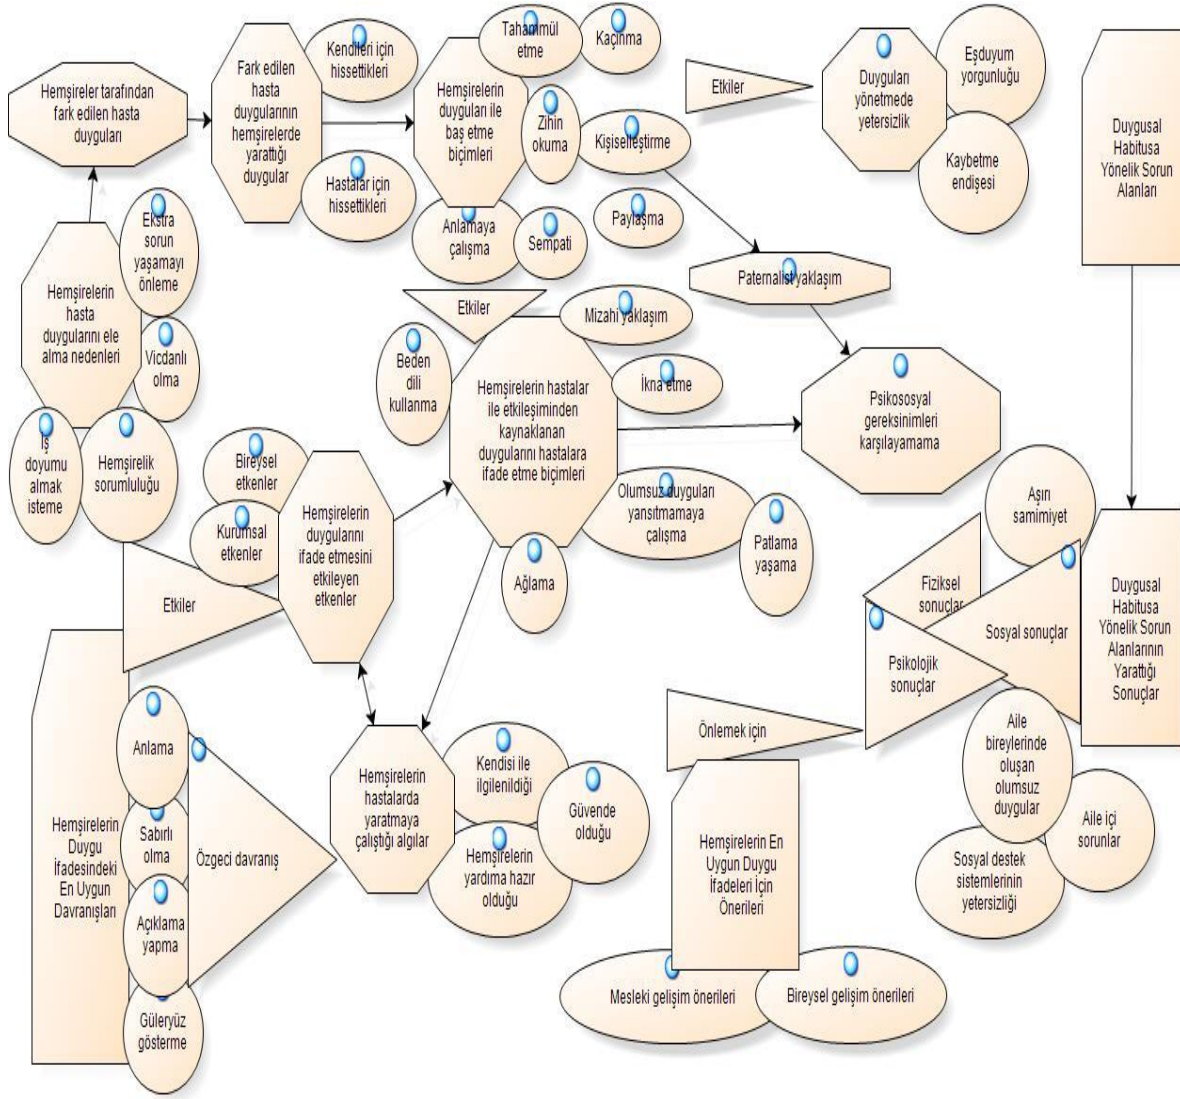 Hemşireler tarafından
fark edilen hasta
duyguları
Fark edilen
hasta
duygularının
hemşirelerde
yarattığı
duygular
Kendileri için
hissettikleri
Hastalar için
hissettikleri
Hemşirelerin
duyguları ile
baş etme
biçimleri
Tahammül
etme
Kaçınma
Zihin
okuma
Kişiselleştirme
Paylaşma
Sempati
Anlamaya
çalışma
Etkiler
Duyguları
yönetmede
yetersizlik
Eşduyum
yorgunluğu
Kaybetme
endişesi
Duygusal
Habitusa
Yönelik Sorun
Alanları
Hemşirelerin
hasta
duygularını ele
alma nedenleri
Ekstra
sorun
yaşamayı
önleme
Vicdanlı
olma
İş
doyumu
almak
isteme
Hemşirelik
sorumluluğu
Paternalist yaklaşım
Etkiler
Beden
dili
kullanma
Mizahi yaklaşım
İkna etme
Hemşirelerin hastalar
ile etkileşiminden
kaynaklanan
duygularını hastalara
ifade etme biçimleri
Psikososyal
gereksinimleri
karşılayamama
Olumsuz duyguları
yansıtmamaya
çalışma
Patlama
yaşama
Ağlama
Bireysel
etkenler
Kurumsal
etkenler
Hemşirelerin
duygularını
ifade etmesini
etkileyen
etkenler
Etkiler
Aşırı
samimiyet
Fiziksel
sonuçlar
Sosyal sonuçlar
Psikolojik
sonuçlar
Duygusal
Habitusa
Yönelik Sorun
Alanlarının
Yarattığı
Sonuçlar
Aile
bireylerinde
oluşan
olumsuz
duygular
Aile içi
sorunlar
Sosyal destek
sistemlerinin
yetersizliği
Önlemek için
Hemşirelerin En
Uygun Duygu
İfadeleri İçin
Önerileri
Mesleki gelişim önerileri
Bireysel gelişim önerileri
Hemşirelerin
hastalarda
yaratmaya
çalıştığı algılar
Kendisi ile
ilgilenildiği
Güvende
olduğu
Hemşirelerin
yardıma hazır
olduğu
Hemşirelerin
Duygu
İfadesindeki
En Uygun
Davranışları
Anlama
Sabırlı
olma
Açıklama
yapma
Güleryüz
gösterme
Özgeci davranış